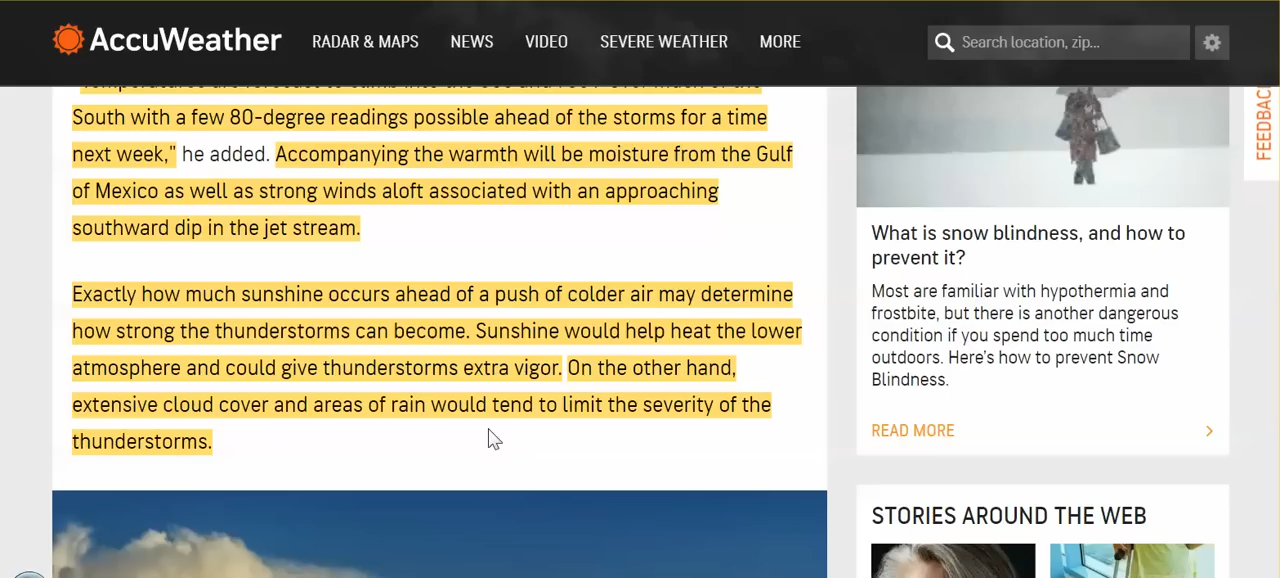 AccuWeather
RADAR & MAPS NEWS VIDEO SEVERE WEATHER MORE
Search location, zip...
FEEDBAC
South with a few 80-degree readings possible ahead of the storms for a time
next week," he added. Accompanying the warmth will be moisture from the Gulf
of Mexico as well as strong winds aloft associated with an approaching
southward dip in the jet stream.
Exactly how much sunshine occurs ahead of a push of colder air may determine
how strong the thunderstorms can become. Sunshine would help heat the lower
atmosphere and could give thunderstorms extra vigor. On the other hand,
extensive cloud cover and areas of rain would tend to limit the severity of the
thunderstorms.
What is snow blindness, and how to
prevent it?
Most are familiar with hypothermia and
frostbite, but there is another dangerous
condition if you spend too much time
outdoors. Here's how to prevent Snow
Blindness.
READ MORE
STORIES AROUND THE WEB